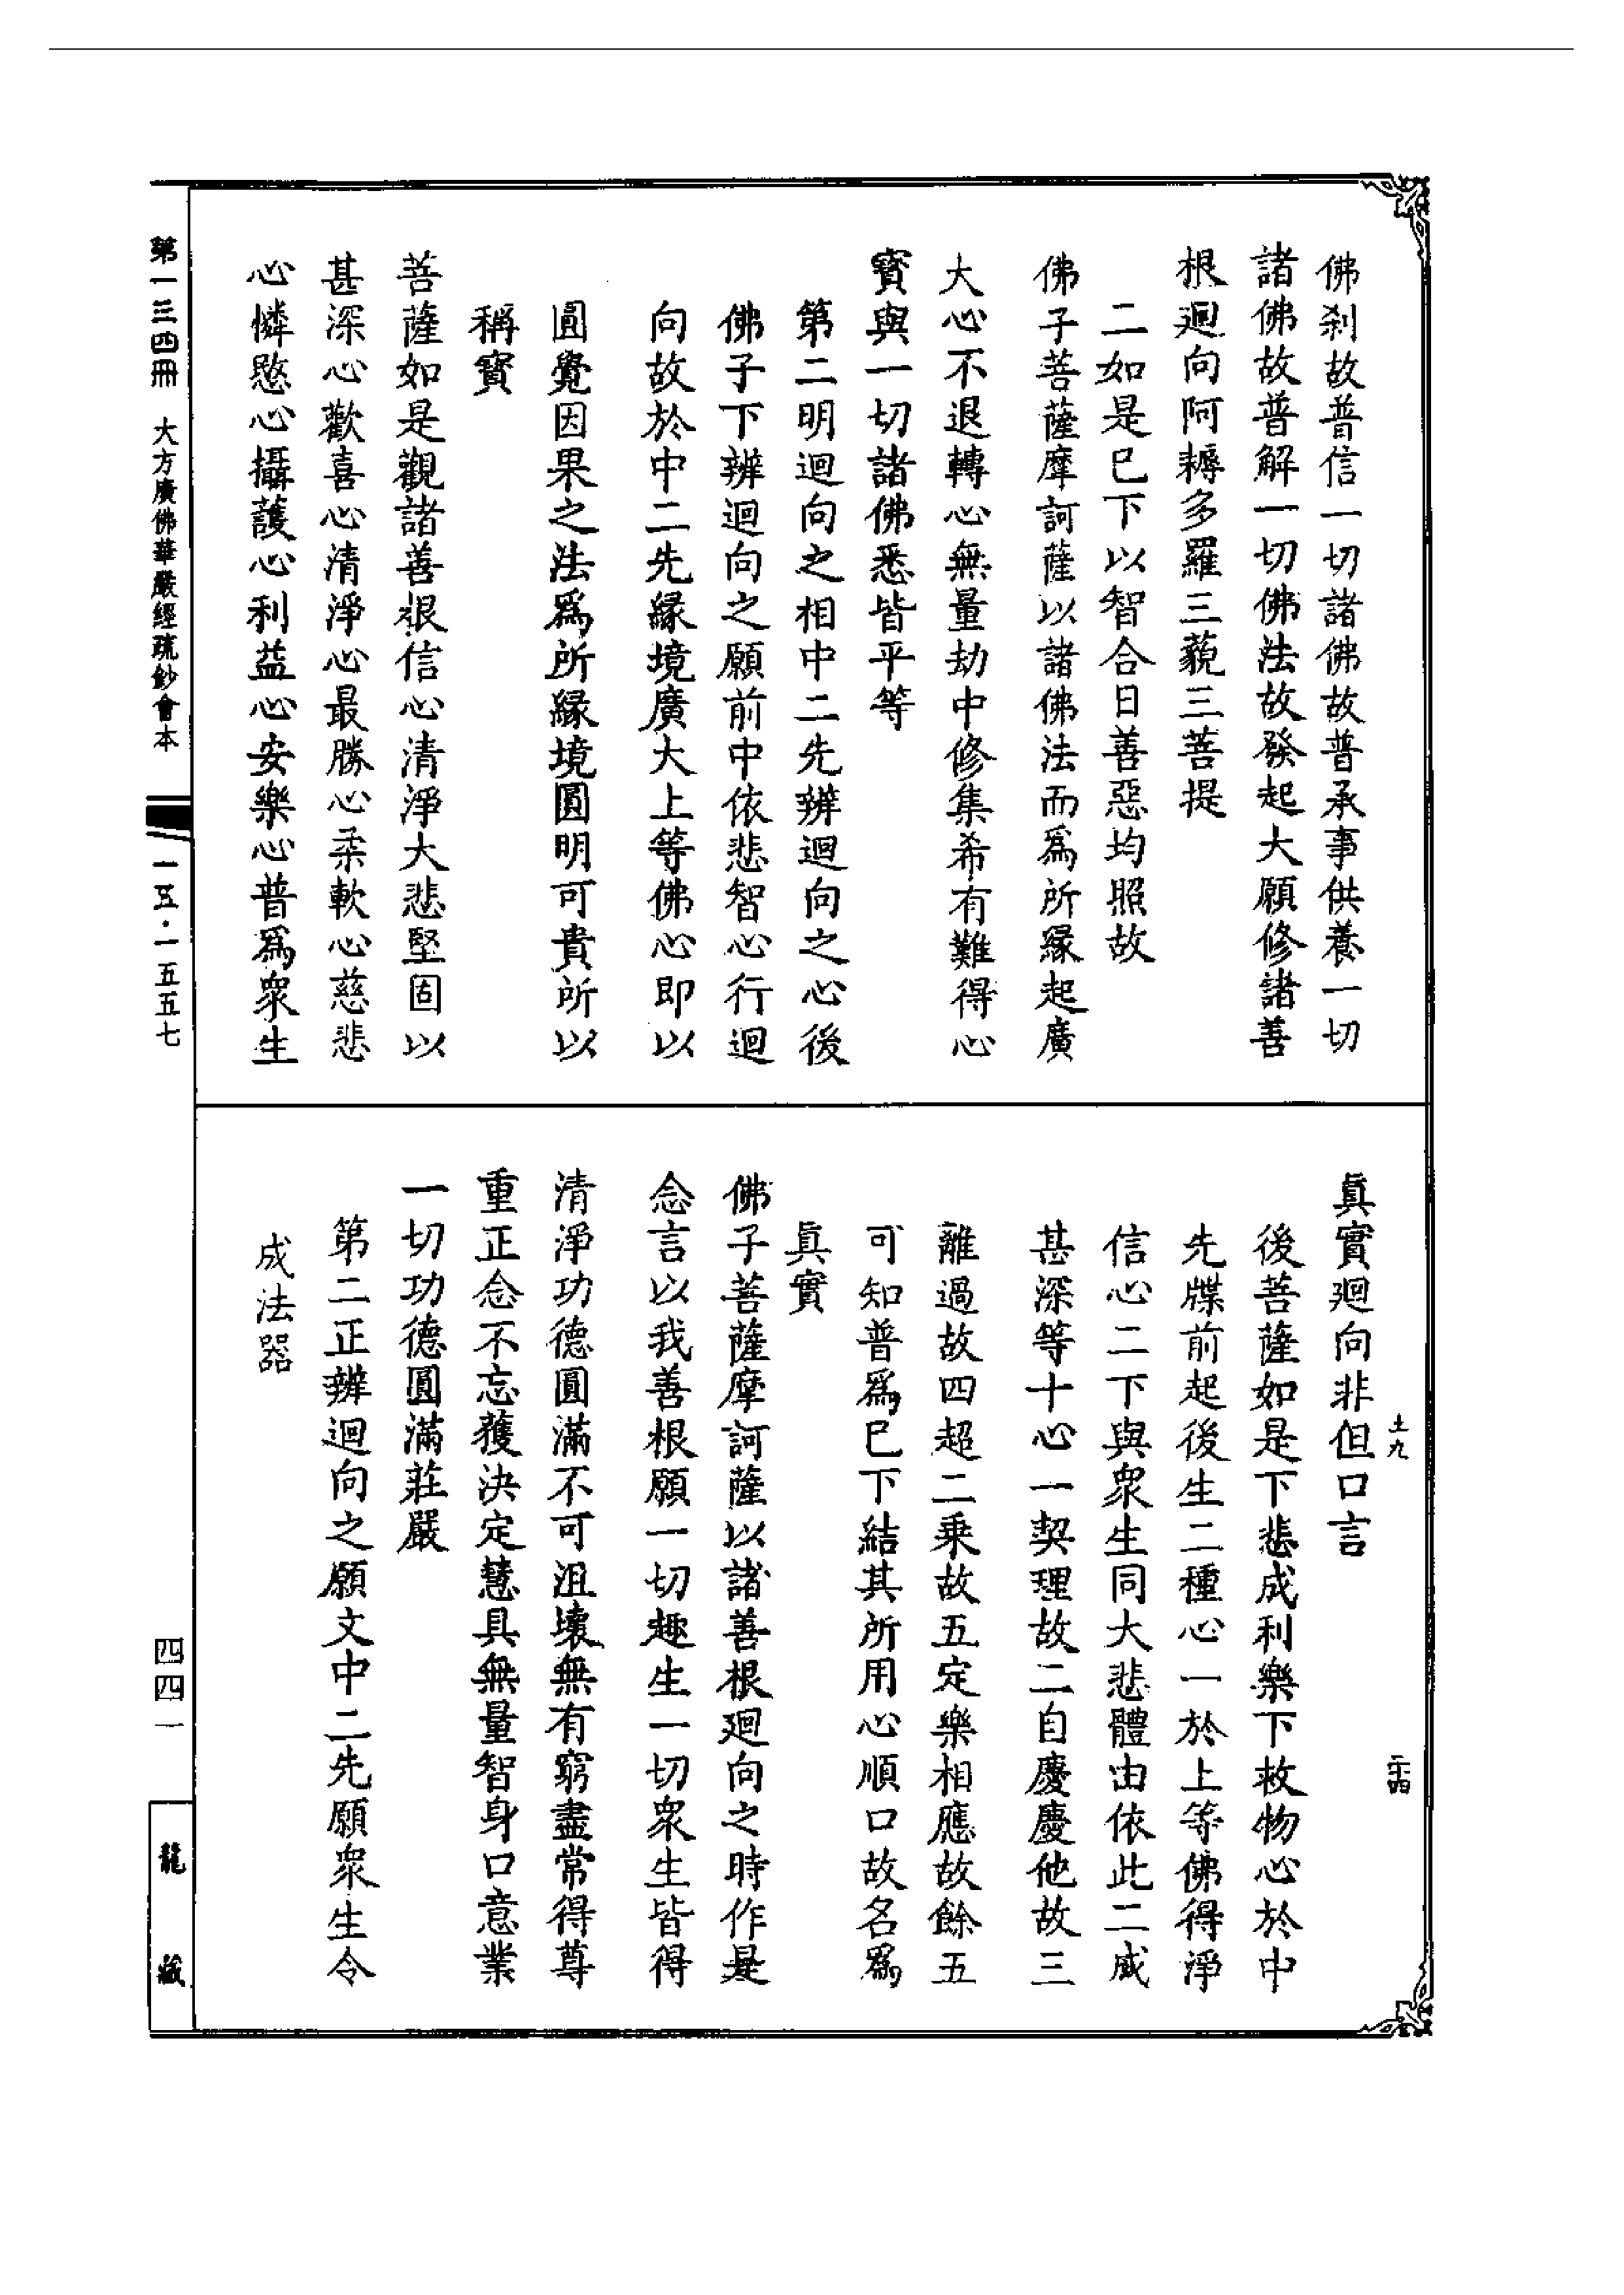 佛刹故普信一切諸佛故普承事供養一切
諸佛故普解一切佛法故發起大願修諸善
根迴向阿耨多羅三藐三菩提
二如是已下以智合日善惡均照故
佛子菩薩摩訶薩以諸佛法而爲所緣起廣
大心不退轉心無量劫中修集希有難得心
寳與一切諸佛悉皆平等
第二明迴向之相中二先辨迴向之心後
佛子下辨迴向之願前中依悲智心行迴
向故於中二先緣境廣大上等佛心即以
圓覺因果之法爲所緣境圓明可貴所以
稱寳
菩薩如是觀諸善根信心清淨大悲堅固以
甚深心歡喜心清淨心最勝心柔軟心慈悲
心憐愍心攝護心利益心安樂心普爲眾生
眞實迴向非但口言
後菩薩如是下悲成利樂下救物心於中
先牒前起後生二種心一於上等佛得淨
信心二下與眾生同大悲體由依此二成
甚深等十心一契理故二自慶慶他故三
離過故四超二乘故五定樂相應故餘五
可知普爲已下結其所用心順口故名爲
眞實
佛子菩薩摩訶薩以諸善根迴向之時作是
念言以我善根願一切趣生一切眾生皆得
清淨功德圓滿不可沮壞無有窮盡常得尊
重正念不忘獲決定慧具無量智身口意業
一切功德圓滿莊嚴
第二正辨迴向之願文中二先願眾生令
成法器
土九
二十四
第一三四冊 大方廣佛華嚴經疏鈔會本
一五·一五五七
四四一
龍藏